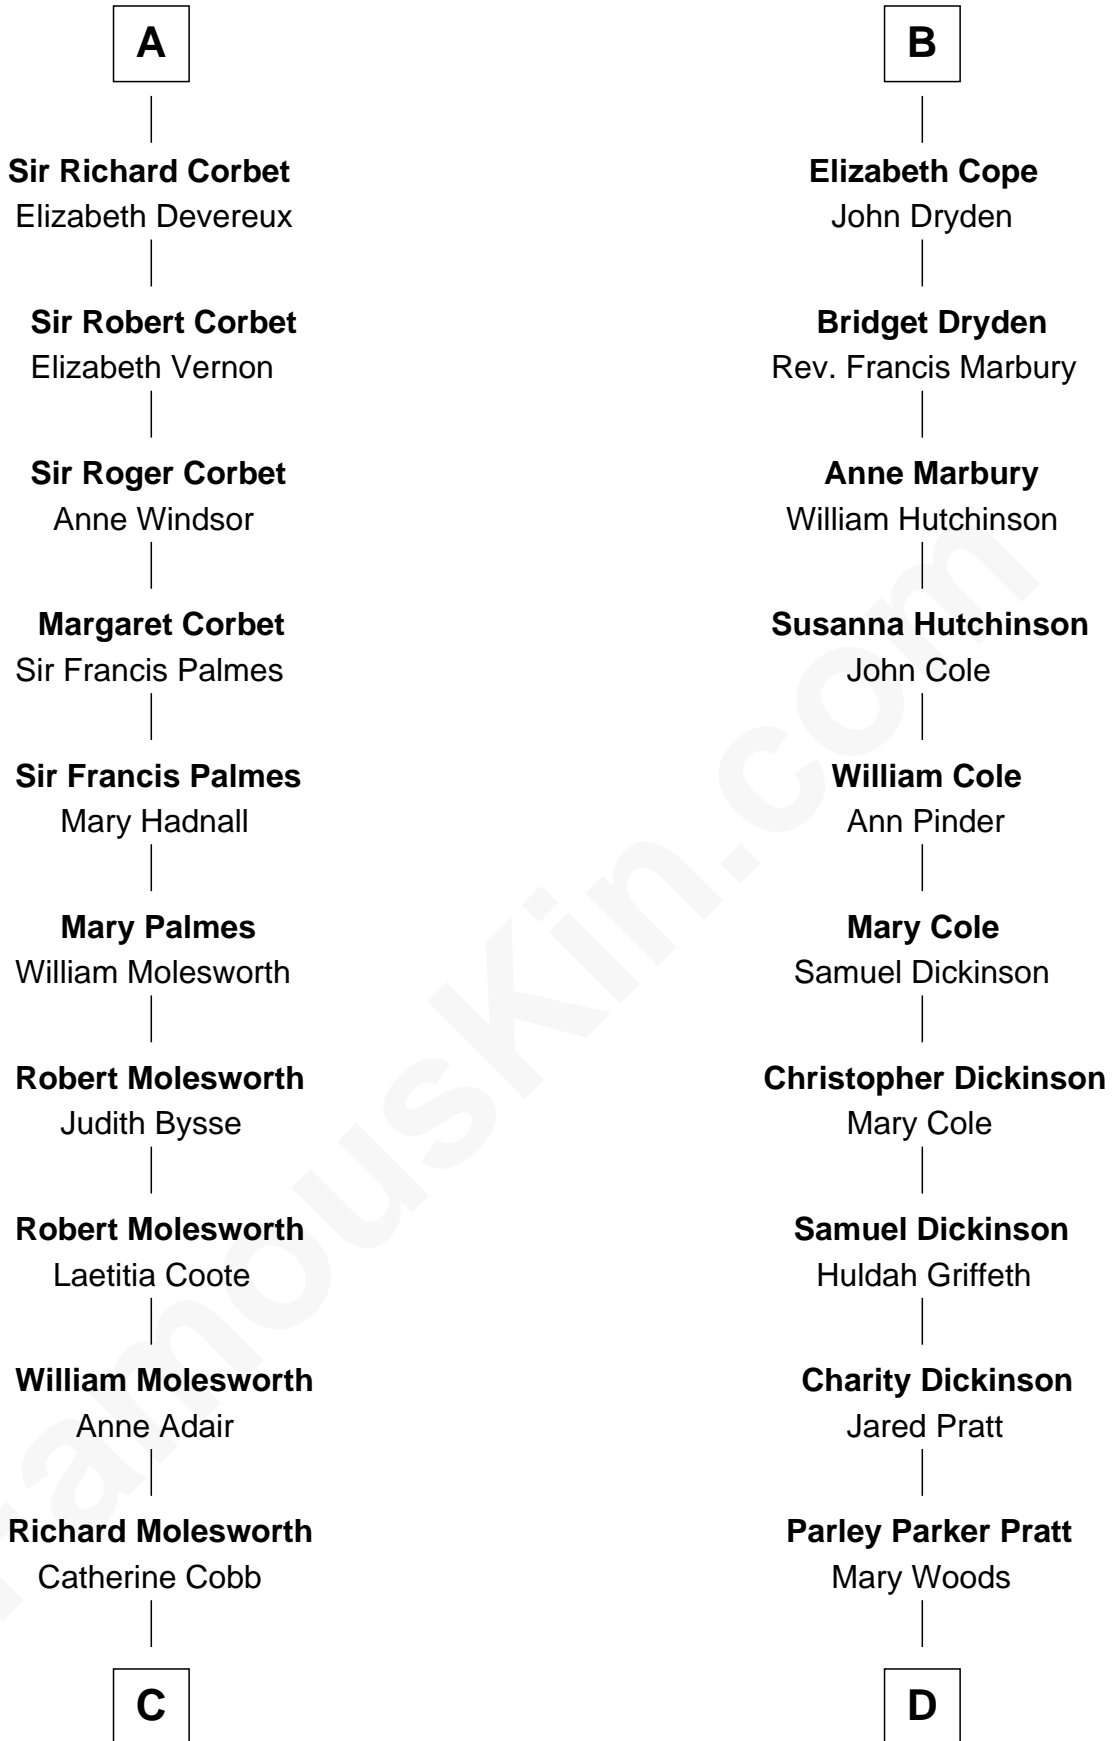 A
Sir Richard Corbet
Elizabeth Devereux
Sir Robert Corbet
Elizabeth Vernon
Sir Roger Corbet
Anne Windsor
Margaret Corbet
Sir Francis Palmes
Sir Francis Palmes
Mary Hadnall
Mary Palmes
William Molesworth
Robert Molesworth
Judith Bysse
Robert Molesworth
Laetitia Coote
William Molesworth
Anne Adair
Richard Molesworth
Catherine Cobb
C
B
Elizabeth Cope
John Dryden
Bridget Dryden
Rev. Francis Marbury
Anne Marbury
William Hutchinson
Susanna Hutchinson
John Cole
William Cole
Ann Pinder
Mary Cole
Samuel Dickinson
Christopher Dickinson
Mary Cole
Samuel Dickinson
Huldah Griffeth
Charity Dickinson
Jared Pratt
Parley Parker Pratt
Mary Woods
D
FamousKin.com